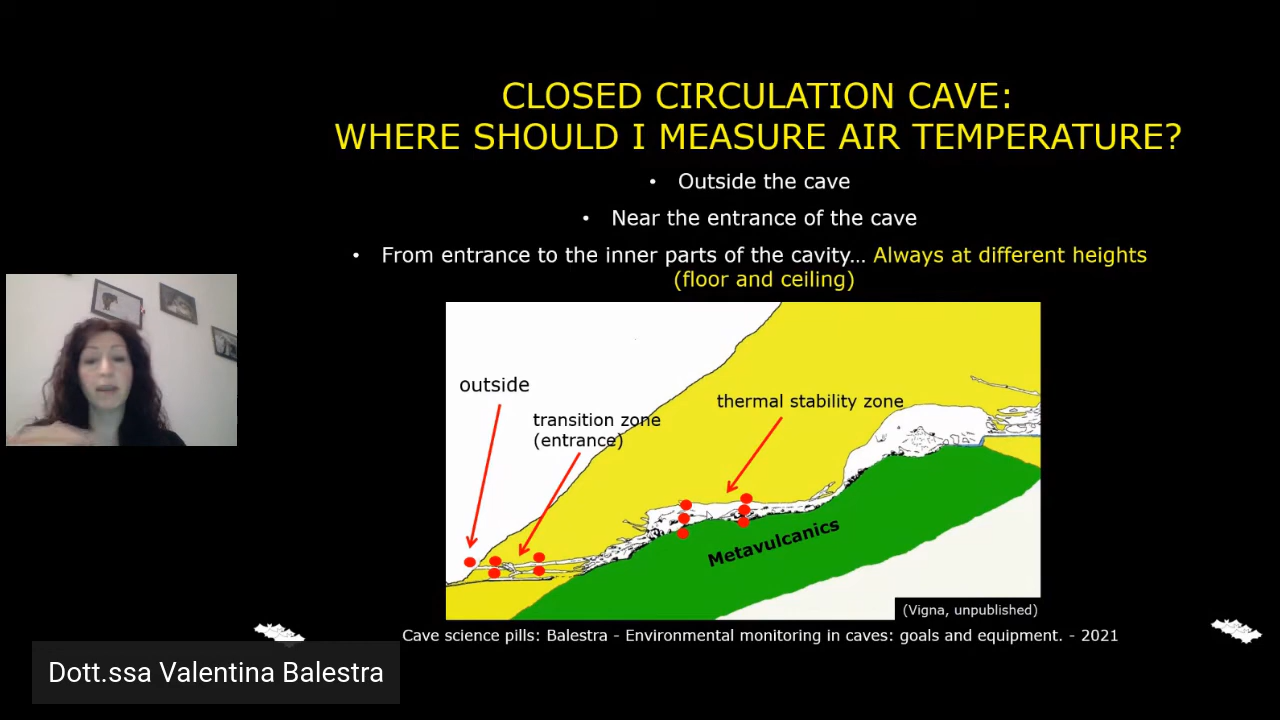 CLOSED CIRCULATION CAVE:
WHERE SHOULD I MEASURE AIR TEMPERATURE?
• Outside the cave
• Near the entrance of the cave
• From entrance to the inner parts of the cavity... Always at different heights
(floor and ceiling)
outside
transition zone
(entrance)
thermal stability zone
Metavulcanics
(Vigna, unpublished)
Cave science pills: Balestra - Environmental monitoring in caves: goals and equipment. - 2021
Dott.ssa Valentina Balestra